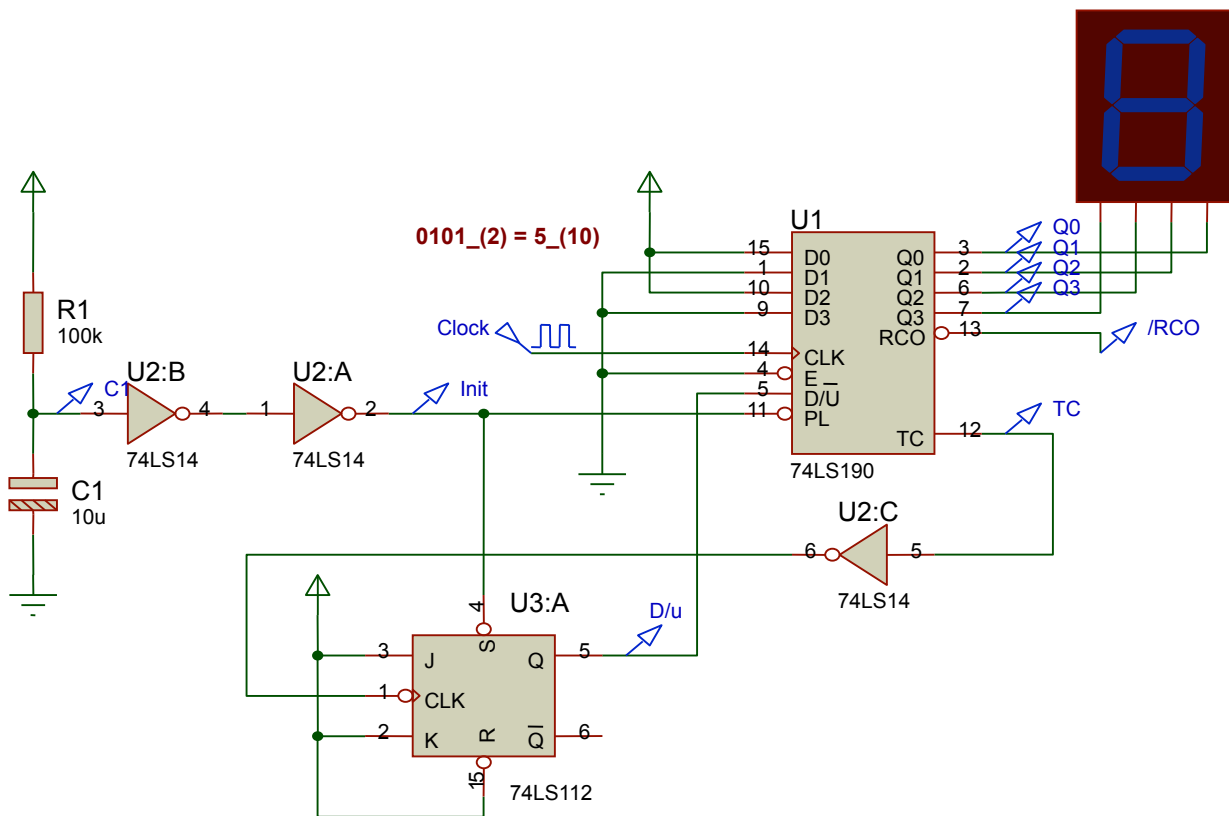 U1
0101_(2) = 5_(10)
15 D0 Q0 3 Q0
1 D1 Q1 2 Q1
10 D2 Q2 6 Q2
9 D3 Q3 7 Q3
RCO 13 /RCO
Clock 14 CLK
4 E
5 D/U
11 PL
TC 12 TC
74LS190
R1
100k
C1
U2:B
3 4
74LS14
U2:A
1 2
74LS14
Init
C1
10u
U2:C
6 5
74LS14
U3:A
D/u
4 S
3 J Q 5
1 CLK
2 K Q 6
R 15
74LS112